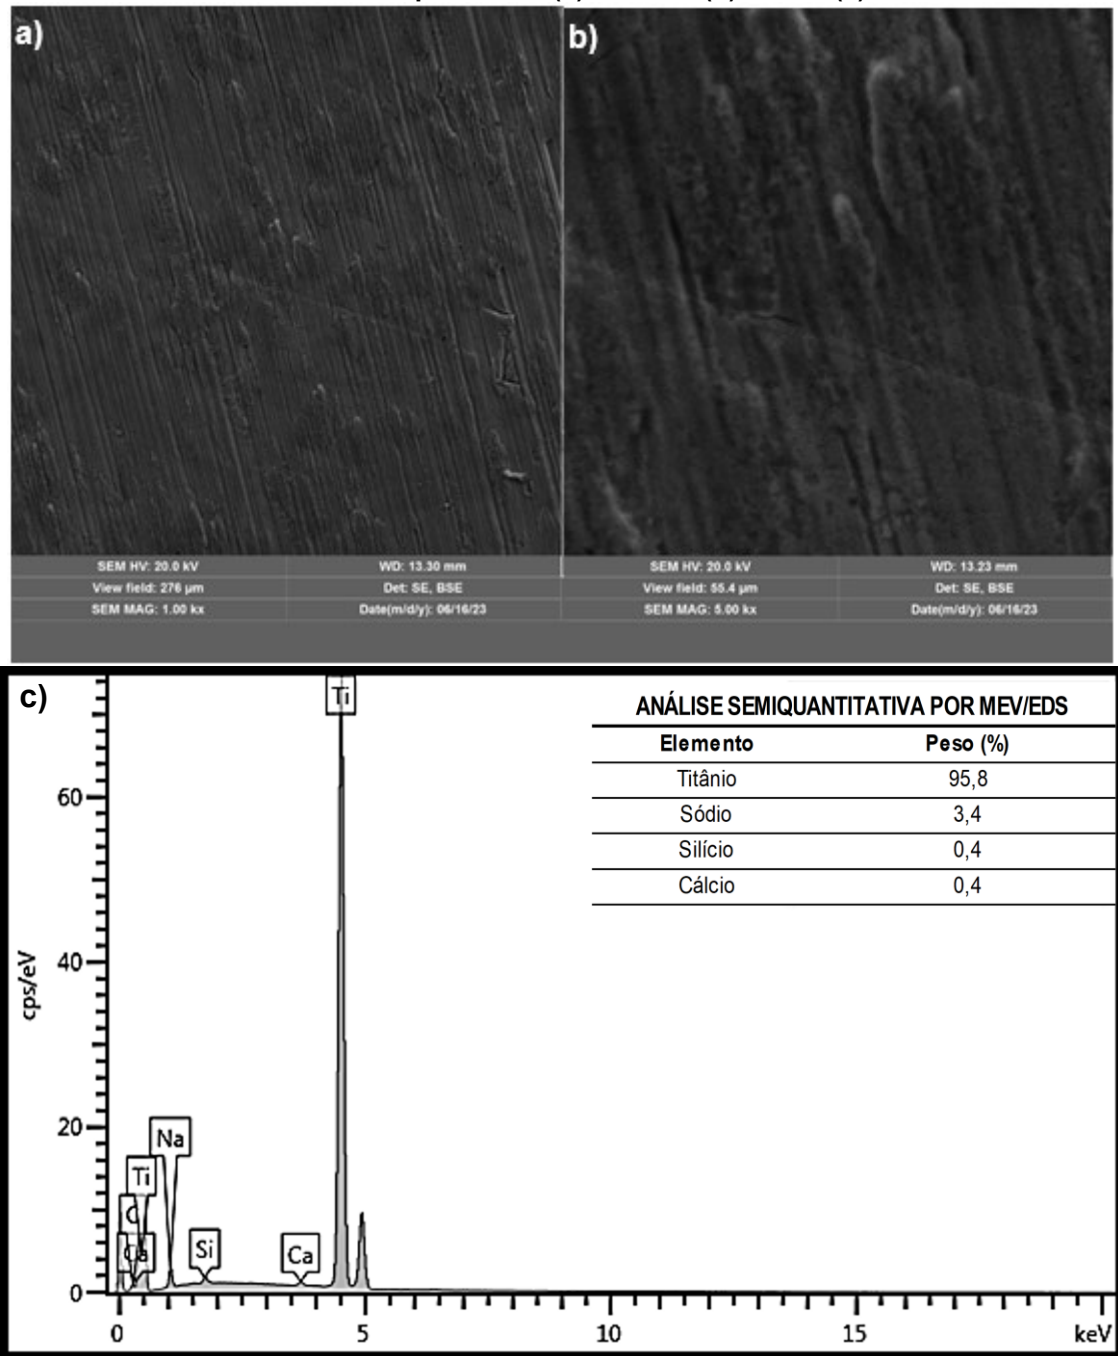 a)
b)
SEM HV: 20.0 kV
WD: 13.30 mm
View field: 276 µm
Det: SE, BSE
SEM MAG: 1.00 kx
Date(m/d/y): 06/16/23
SEM HV: 20.0 kV
WD: 13.23 mm
View field: 55.4 µm
Det: SE, BSE
SEM MAG: 5.00 kx
Date(m/d/y): 06/16/23
c)
ANÁLISE SEMIQUANTITATIVA POR MEV/EDS
Elemento Peso (%)
Titânio 95,8
Sódio 3,4
Silício 0,4
Cálcio 0,4
Ti
60
40
cps/eV
20
Na
Ti
C
Ca
Si
Ca
0
0 5 10 15 keV